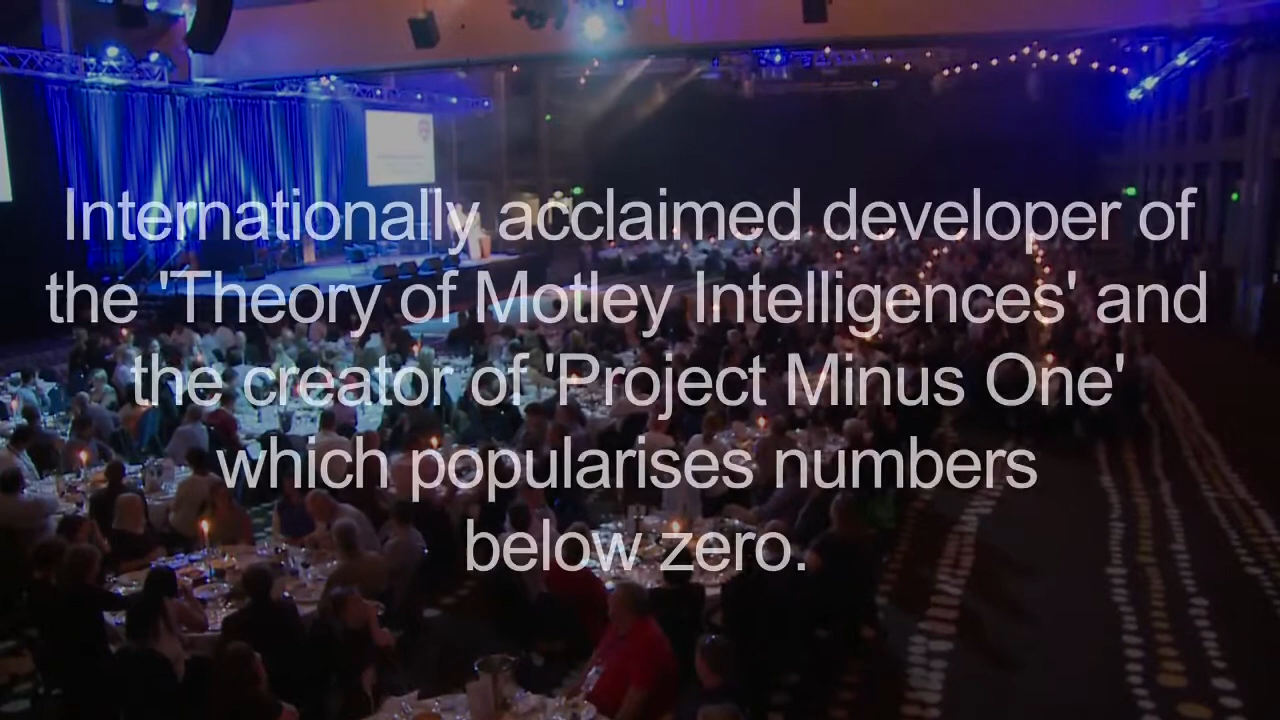 Internationally acclaimed developer of
the 'Theory of Motley Intelligences' and
the creator of 'Project Minus One'
which popularises numbers
below zero.